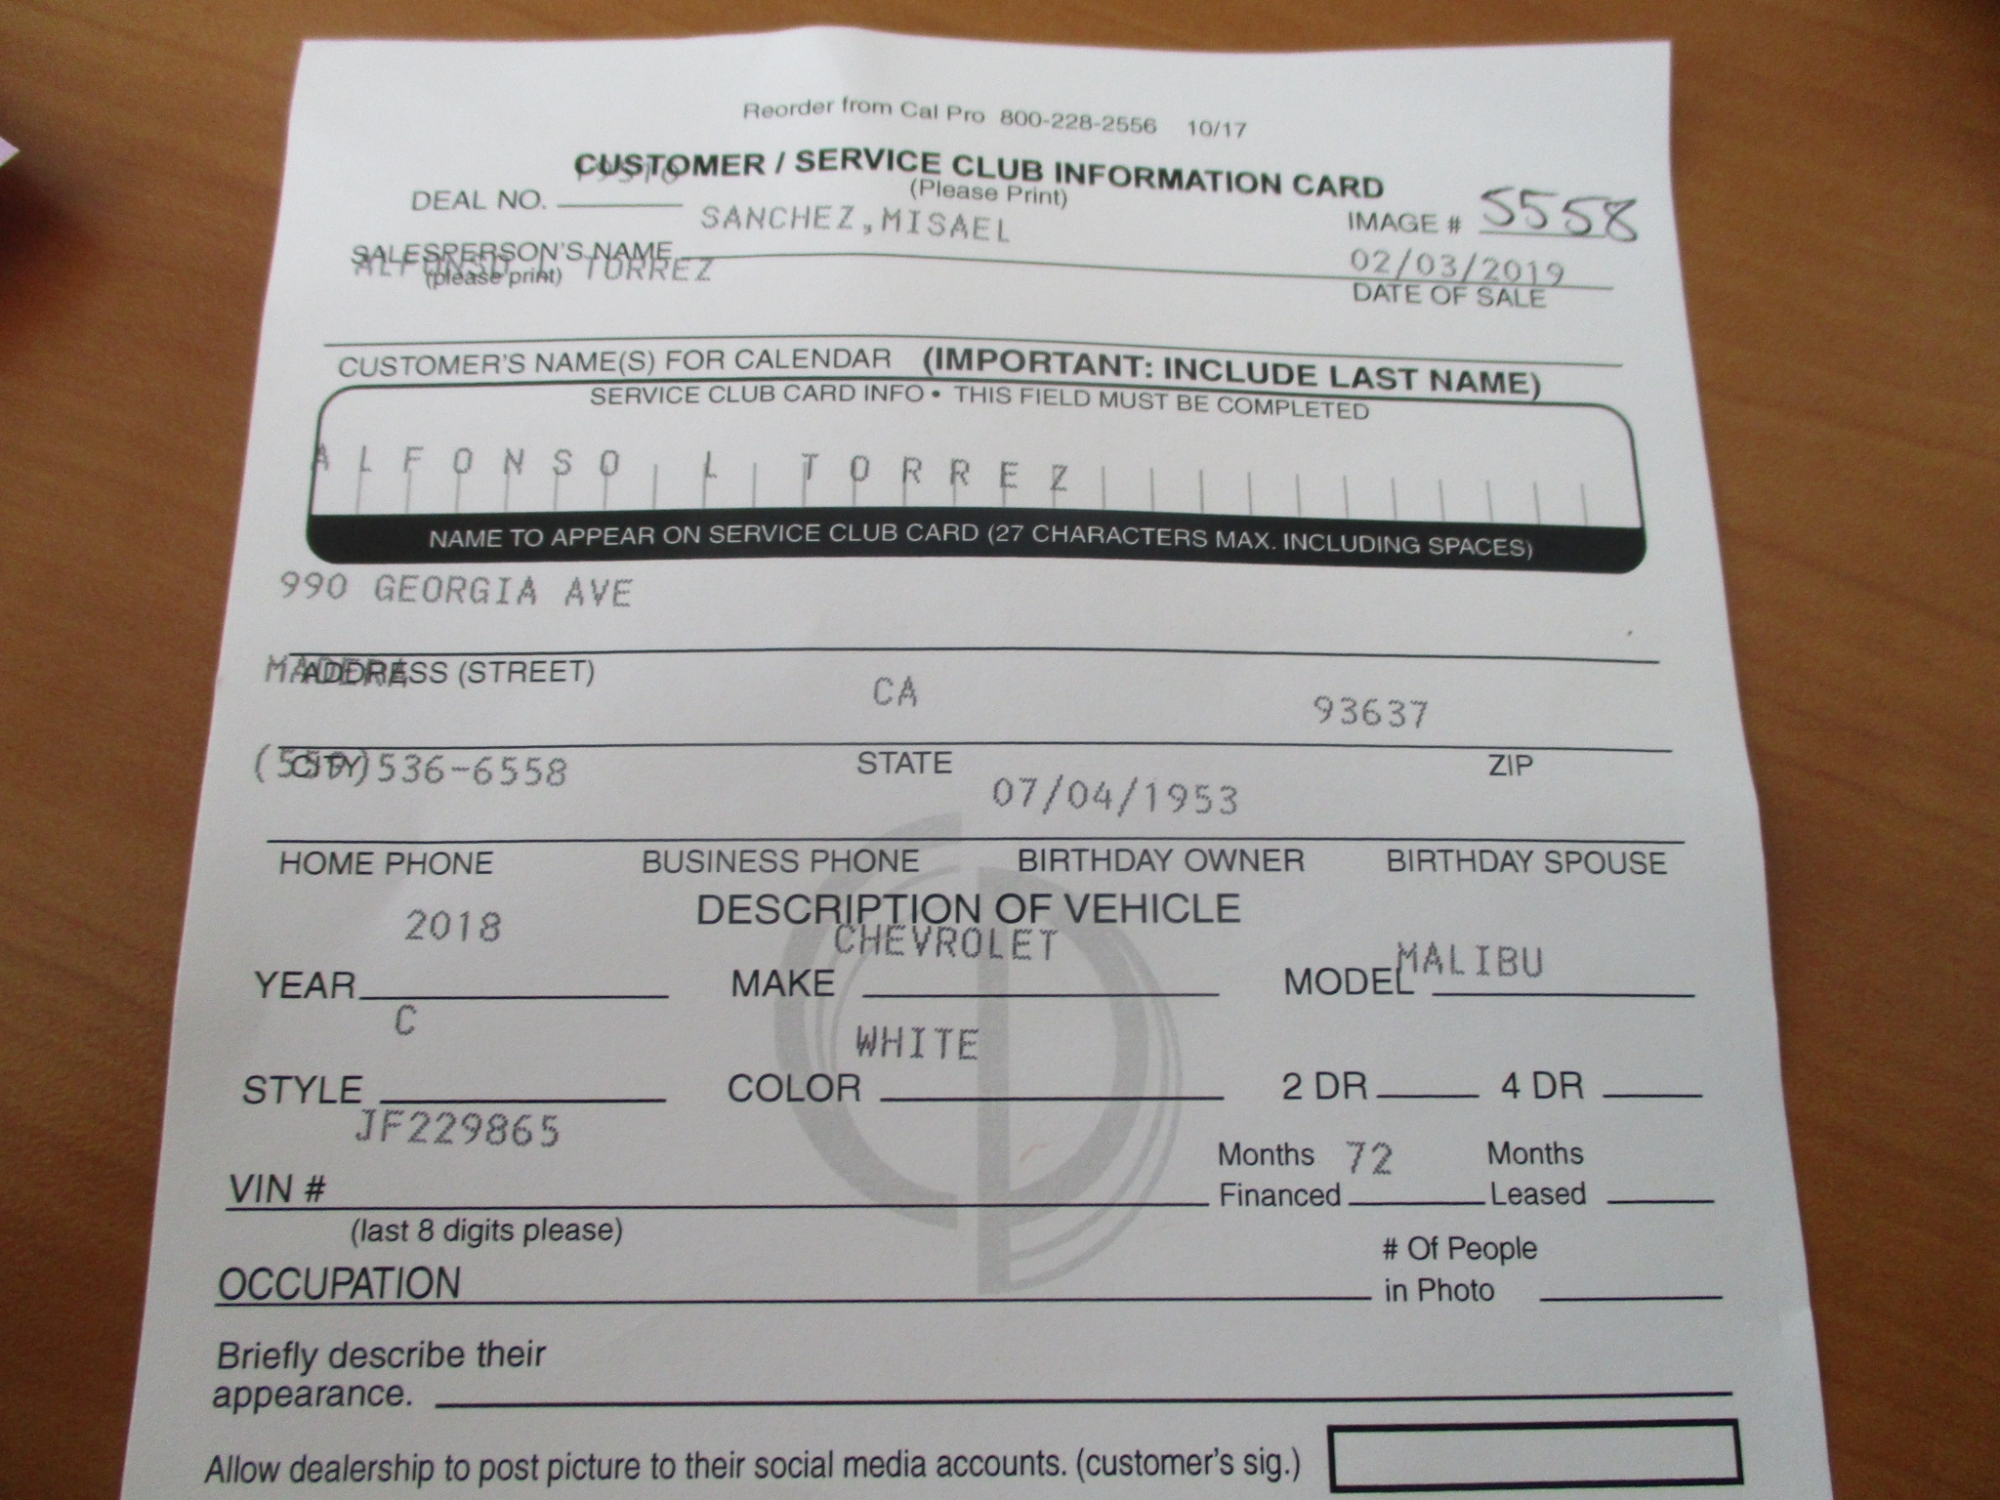 Reorder from Cal Pro 800-228-2556 10/17
CUSTOMER / SERVICE CLUB INFORMATION CARD
(Please Print)
DEAL NO.
IMAGE # 5558
SANCHEZ,MISAEL
SALESPERSON'S NAME
(please print)
02/03/2019
DATE OF SALE
ALFONSO L TORREZ
CUSTOMER'S NAME(S) FOR CALENDAR (IMPORTANT: INCLUDE LAST NAME)
SERVICE CLUB CARD INFO • THIS FIELD MUST BE COMPLETED
ALFONSO L TORREZ
NAME TO APPEAR ON SERVICE CLUB CARD (27 CHARACTERS MAX. INCLUDING SPACES)
990 GEORGIA AVE
ADDRESS (STREET)
MADERA CA 93637
CITY STATE ZIP
(559)536-6558 07/04/1953
HOME PHONE BUSINESS PHONE BIRTHDAY OWNER BIRTHDAY SPOUSE
DESCRIPTION OF VEHICLE
2018 CHEVROLET MALIBU
YEAR MAKE MODEL
C WHITE
STYLE COLOR 2 DR 4 DR
JF229865
Months 72 Months
VIN # Financed Leased
(last 8 digits please)
# Of People
OCCUPATION in Photo
Briefly describe their
appearance.
Allow dealership to post picture to their social media accounts. (customer's sig.)